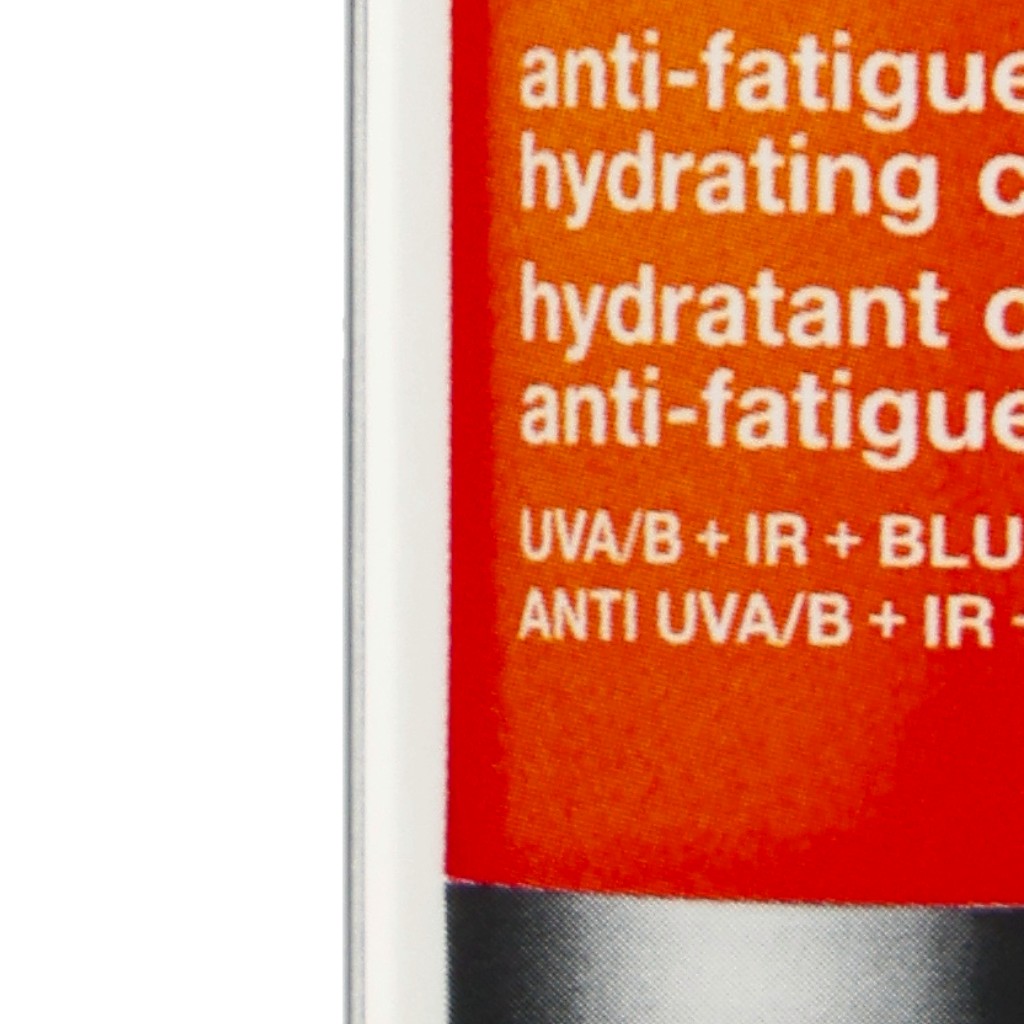 anti-fatigue
hydrating c
hydratant c
anti-fatigue
UVA/B + IR + BLU
ANTI UVA/B + IR +